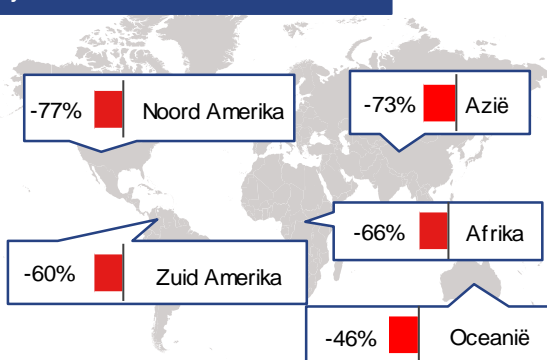 -77% Noord Amerika
-73% Azië
-66% Afrika
-60% Zuid Amerika
-46% Oceanië